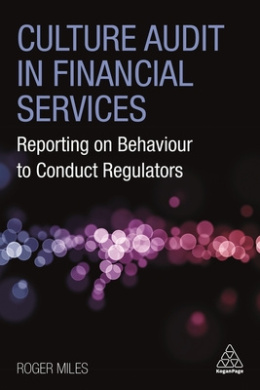 CULTURE AUDIT
IN FINANCIAL
SERVICES
Reporting on Behaviour
to Conduct Regulators
ROGER MILES
KoganPage